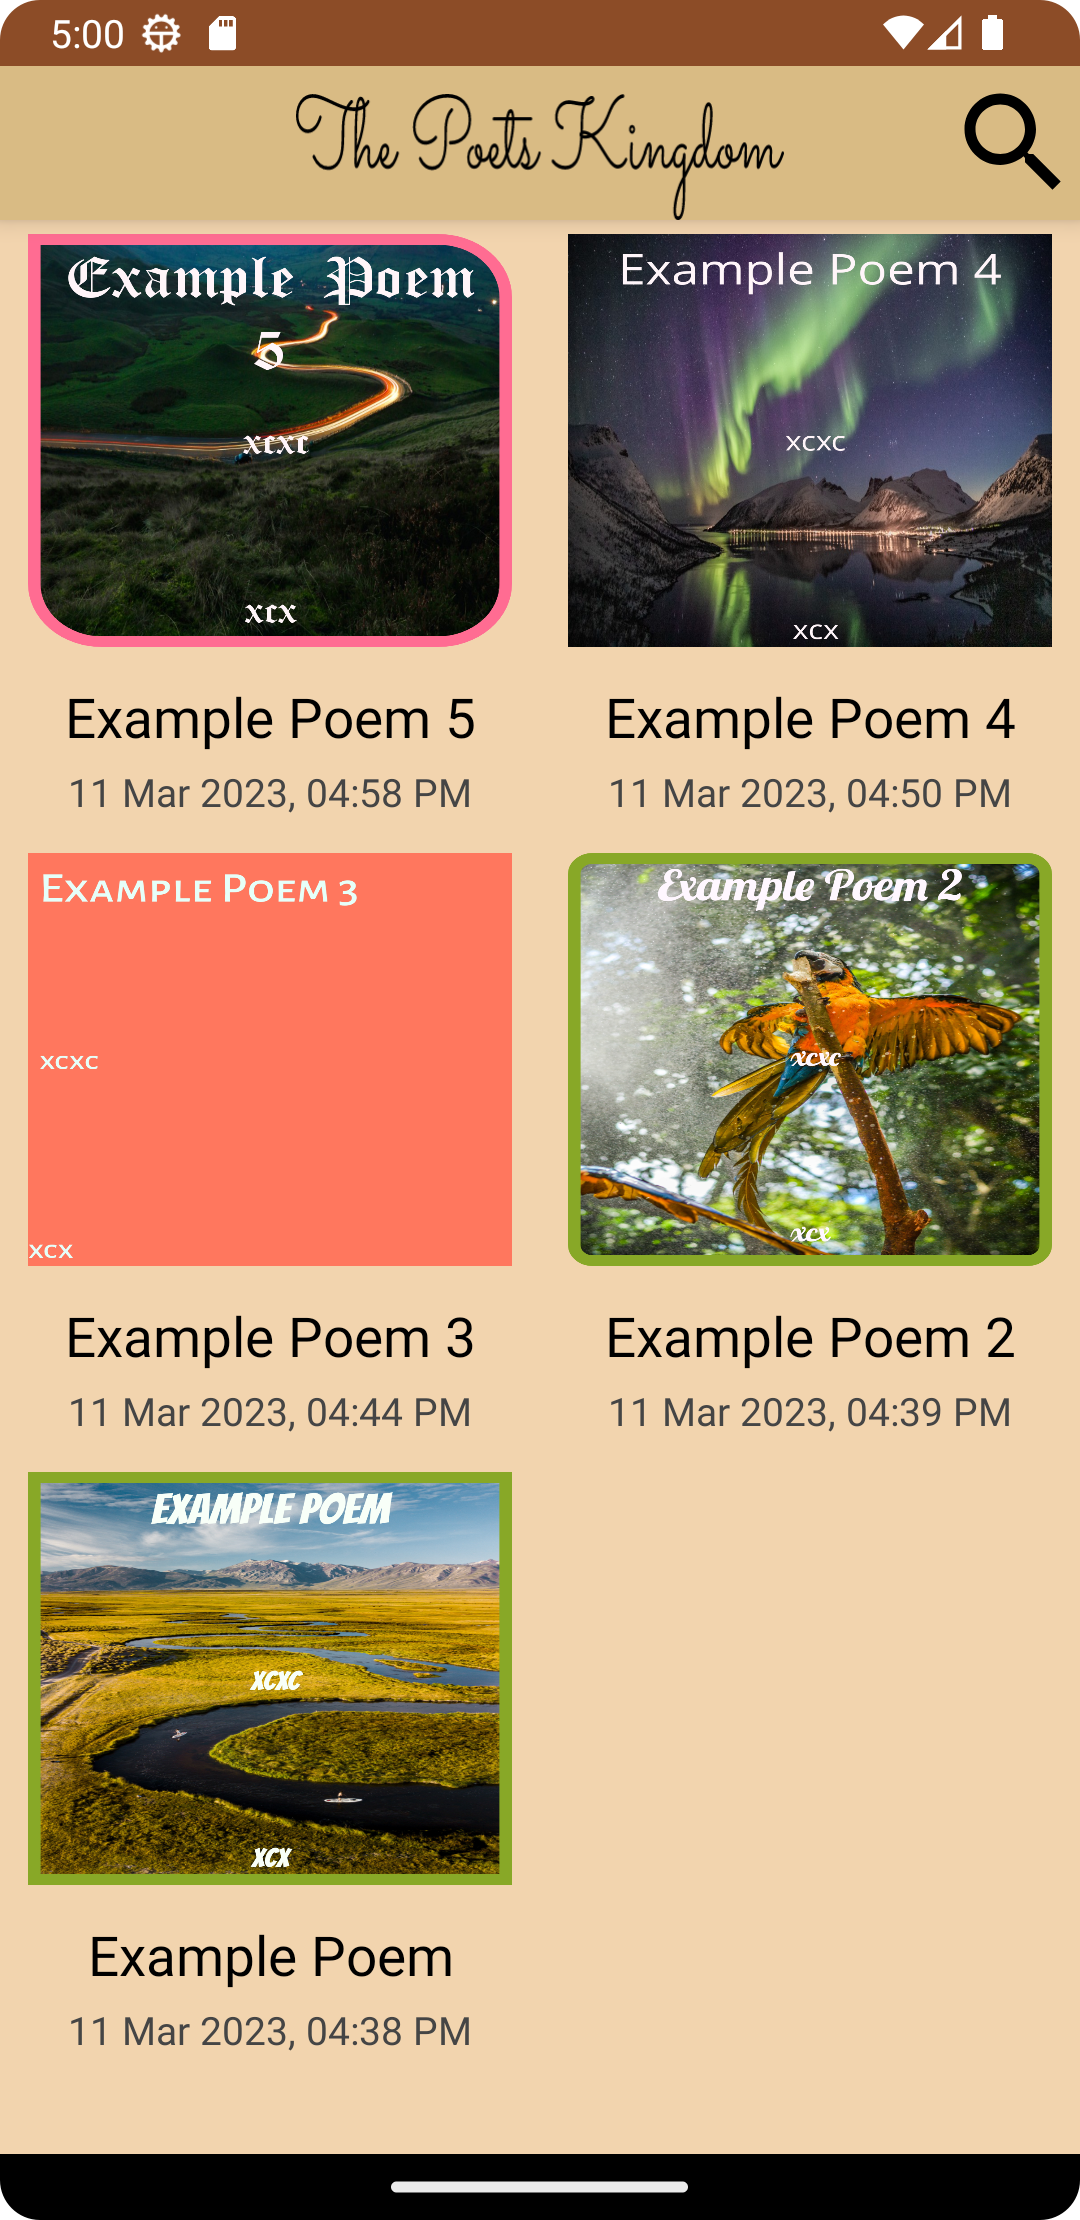 5:00
The Poets Kingdom
Example Poem
5
xcxc
xcx
Example Poem 5
11 Mar 2023, 04:58 PM
Example Poem 4
xcxc
xcx
Example Poem 4
11 Mar 2023, 04:50 PM
Example Poem 3
xcxc
xcx
Example Poem 3
11 Mar 2023, 04:44 PM
Example Poem 2
xcxc
xcx
Example Poem 2
11 Mar 2023, 04:39 PM
EXAMPLE POEM
XCXC
XCX
Example Poem
11 Mar 2023, 04:38 PM